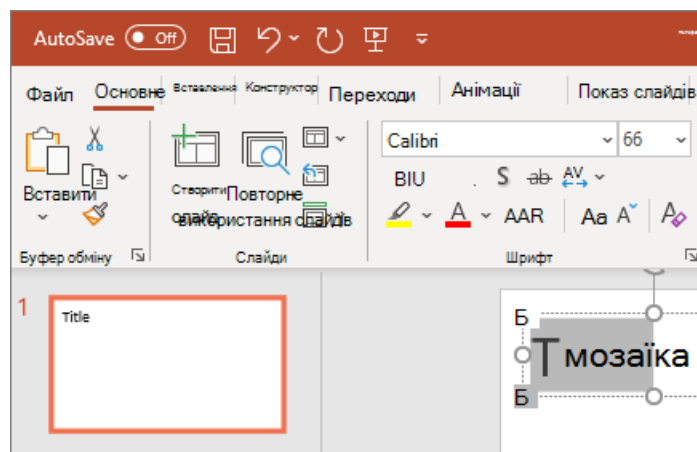 AutoSave Off
Файл Основне Вставлення Конструктор Переходи Анімації Показ слайдів
Вставити
Створити слайд
Повторне використання слайдів
Calibri 66
BIU S ab AV
A AAR Aa A A
Буфер обміну Слайди Шрифт
1
Title
Б
Т мозаїка
Б